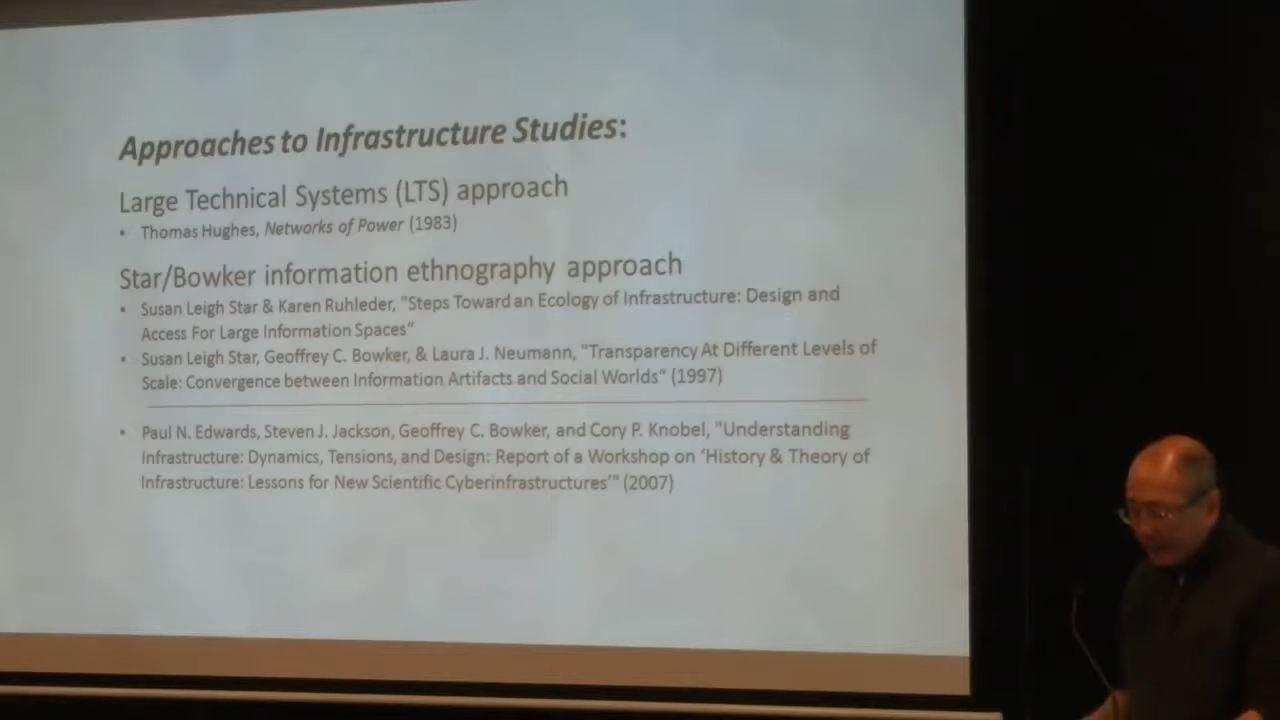 Approaches to Infrastructure Studies:
Large Technical Systems (LTS) approach
• Thomas Hughes, Networks of Power (1983)
Star/Bowker information ethnography approach
• Susan Leigh Star & Karen Ruhleder, "Steps Toward an Ecology of Infrastructure: Design and
Access For Large Information Spaces"
• Susan Leigh Star, Geoffrey C. Bowker, & Laura J. Neumann, "Transparency At Different Levels of
Scale: Convergence between Information Artifacts and Social Worlds" (1997)
• Paul N. Edwards, Steven J. Jackson, Geoffrey C. Bowker, and Cory P. Knobel, "Understanding
Infrastructure: Dynamics, Tensions, and Design: Report of a Workshop on ‘History & Theory of
Infrastructure: Lessons for New Scientific Cyberinfrastructures’" (2007)